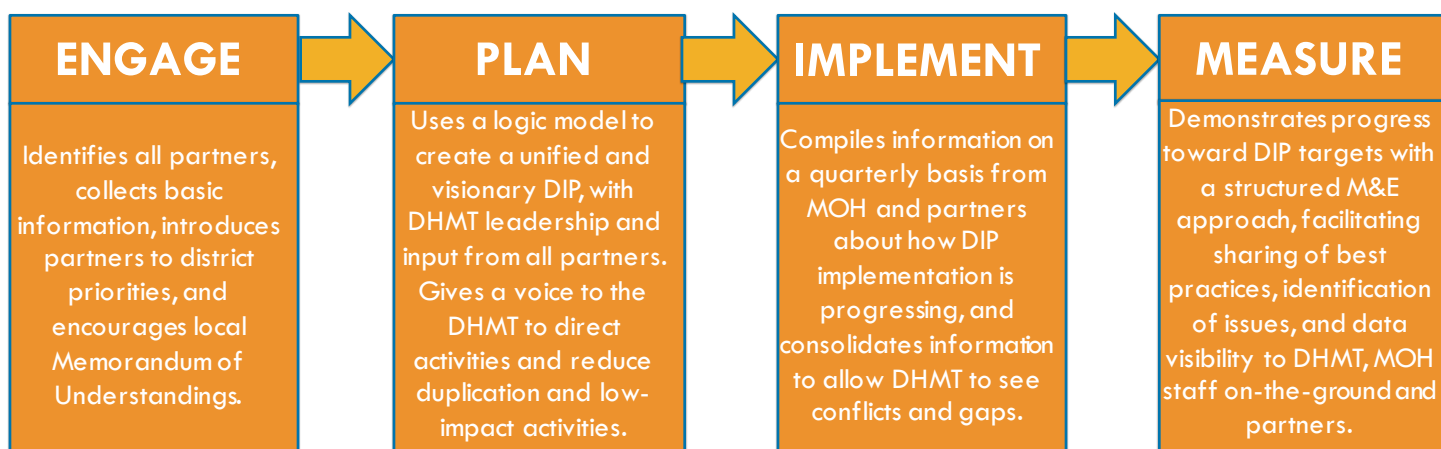 ENGAGE
Identifies all partners,
collects basic
information, introduces
partners to district
priorities, and
encourages local
Memorandum of
Understandings.
PLAN
Uses a logic model to
create a unified and
visionary DIP, with
DHMT leadership and
input from all partners.
Gives a voice to the
DHMT to direct
activities and reduce
duplication and low-
impact activities.
IMPLEMENT
Compiles information on
a quarterly basis from
MOH and partners
about how DIP
implementation is
progressing, and
consolidates information
to allow DHMT to see
conflicts and gaps.
MEASURE
Demonstrates progress
toward DIP targets with
a structured M&E
approach, facilitating
sharing of best
practices, identification
of issues, and data
visibility to DHMT, MOH
staff on-the-ground and
partners.